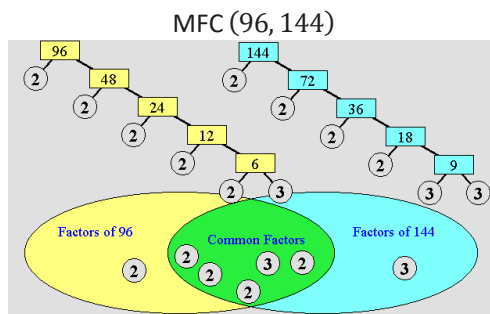 MFC (96, 144)
96 144
2 48 2 72
2 24 2 36
2 12 2 18
2 6 2 9
2 3 3 3
Factors of 96 Common Factors Factors of 144
2 2 2 2 3 2 3